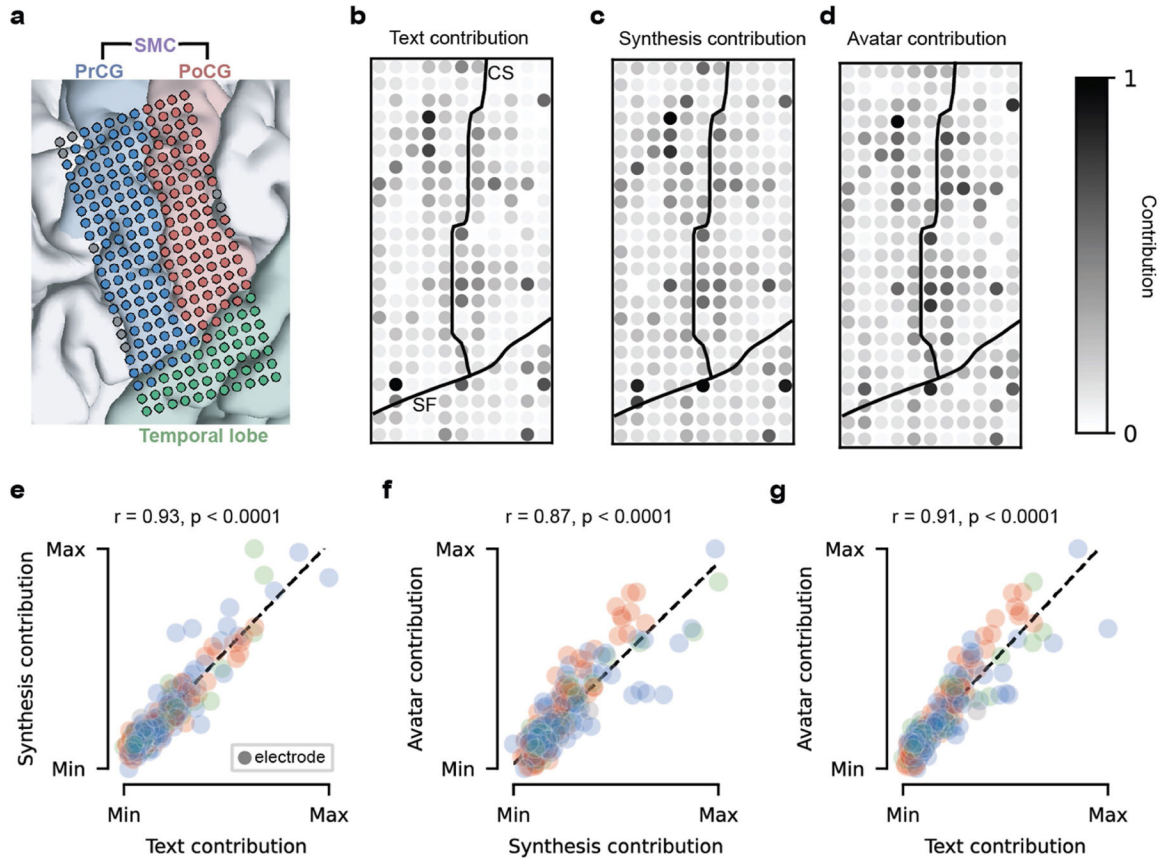 a
SMC
PrCG PoCG
Temporal lobe
b
Text contribution
CS
SF
c
Synthesis contribution
d
Avatar contribution
1
Contribution
0
e
r = 0.93, p < 0.0001
Max
Synthesis contribution
Min
electrode
Min Max
Text contribution
f
r = 0.87, p < 0.0001
Max
Avatar contribution
Min
Min Max
Synthesis contribution
g
r = 0.91, p < 0.0001
Max
Avatar contribution
Min
Min Max
Text contribution